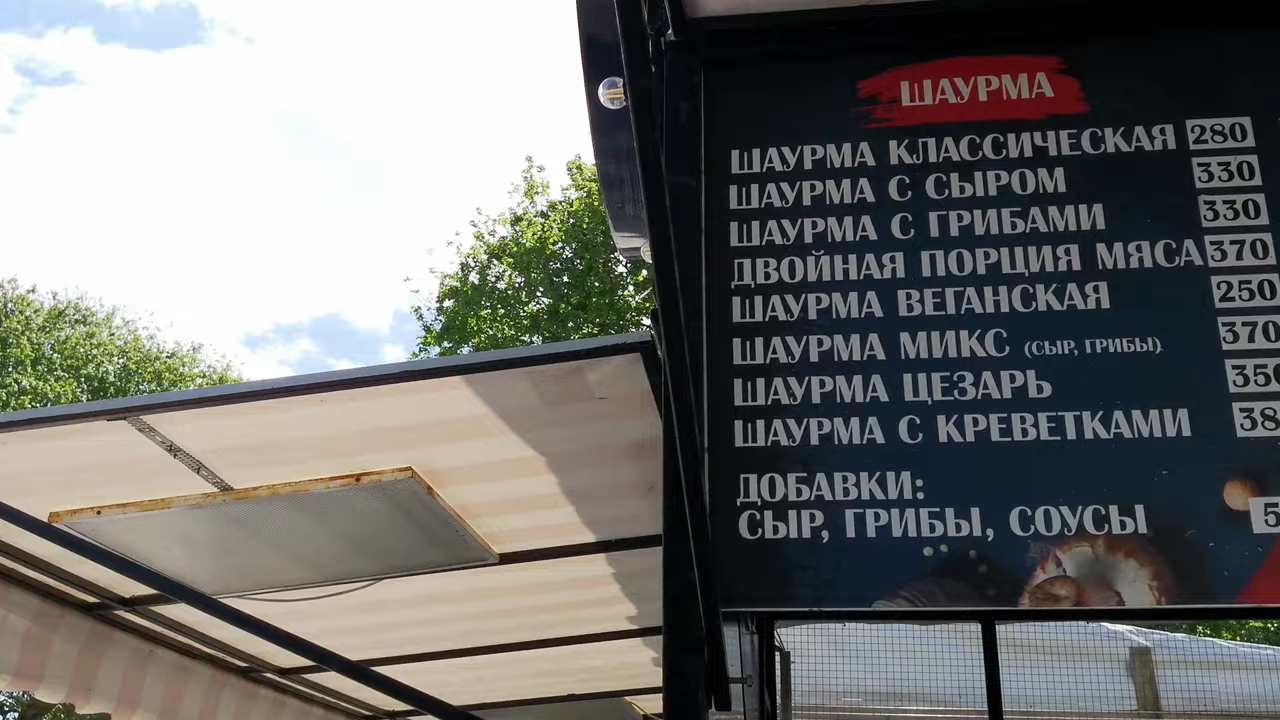 ШАУРМА
ШАУРМА КЛАССИЧЕСКАЯ 280
ШАУРМА С СЫРОМ 330
ШАУРМА С ГРИБАМИ 330
ДВОЙНАЯ ПОРЦИЯ МЯСА 370
ШАУРМА ВЕГАНСКАЯ 250
ШАУРМА МИКС (СЫР, ГРИБЫ) 370
ШАУРМА ЦЕЗАРЬ 350
ШАУРМА С КРЕВЕТКАМИ
ДОБАВКИ:
СЫР, ГРИБЫ, СОУСЫ